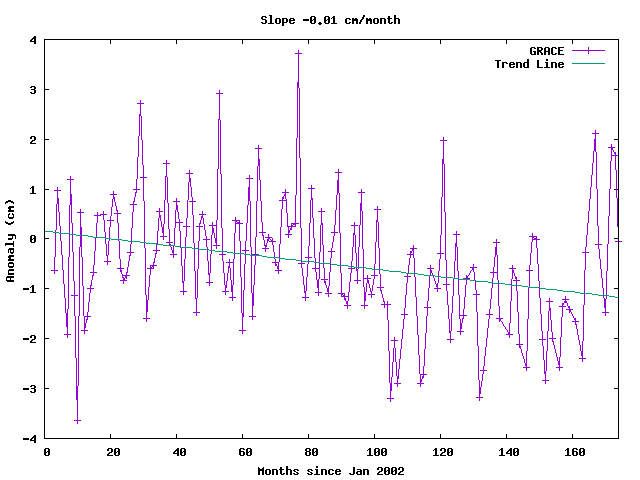 Slope -0.01 cm/month
GRACE
Trend Line
4
3
2
1
0
-1
-2
-3
-4
Anomaly (cm)
0 20 40 60 80 100 120 140 160
Months since Jan 2002